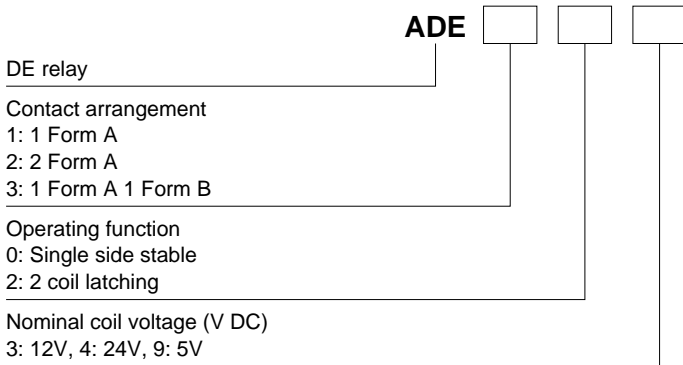 ADE
DE relay
Contact arrangement
1: 1 Form A
2: 2 Form A
3: 1 Form A 1 Form B
Operating function
0: Single side stable
2: 2 coil latching
Nominal coil voltage (V DC)
3: 12V, 4: 24V, 9: 5V